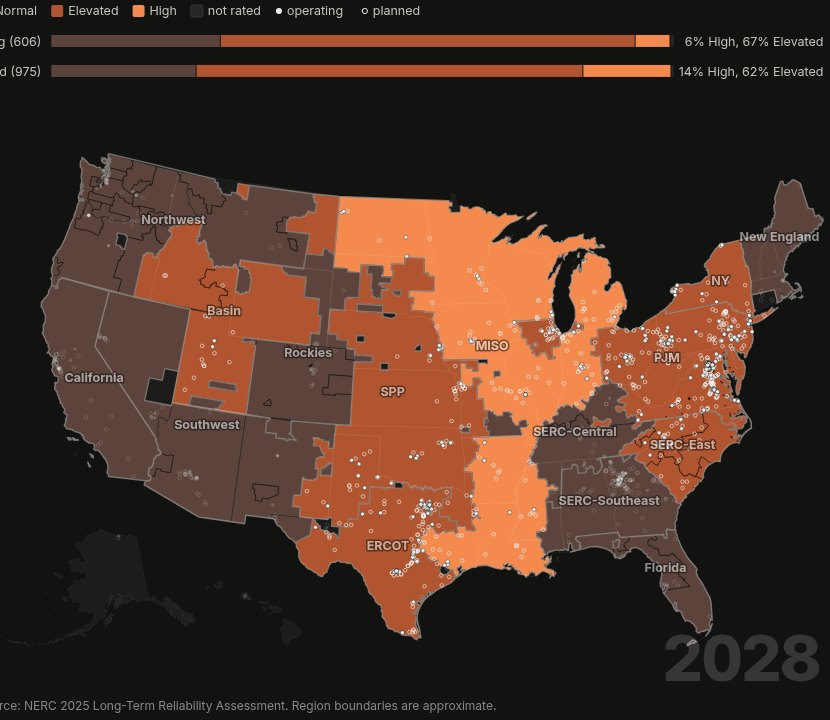 Normal Elevated High not rated operating planned
g (606) 6% High, 67% Elevated
d (975) 14% High, 62% Elevated
Northwest
New England
NY
Basin
MISO
Rockies
PJM
California
SPP
Southwest
SERC-Central
SERC-East
SERC-Southeast
ERCOT
Florida
2028
rce: NERC 2025 Long-Term Reliability Assessment. Region boundaries are approximate.